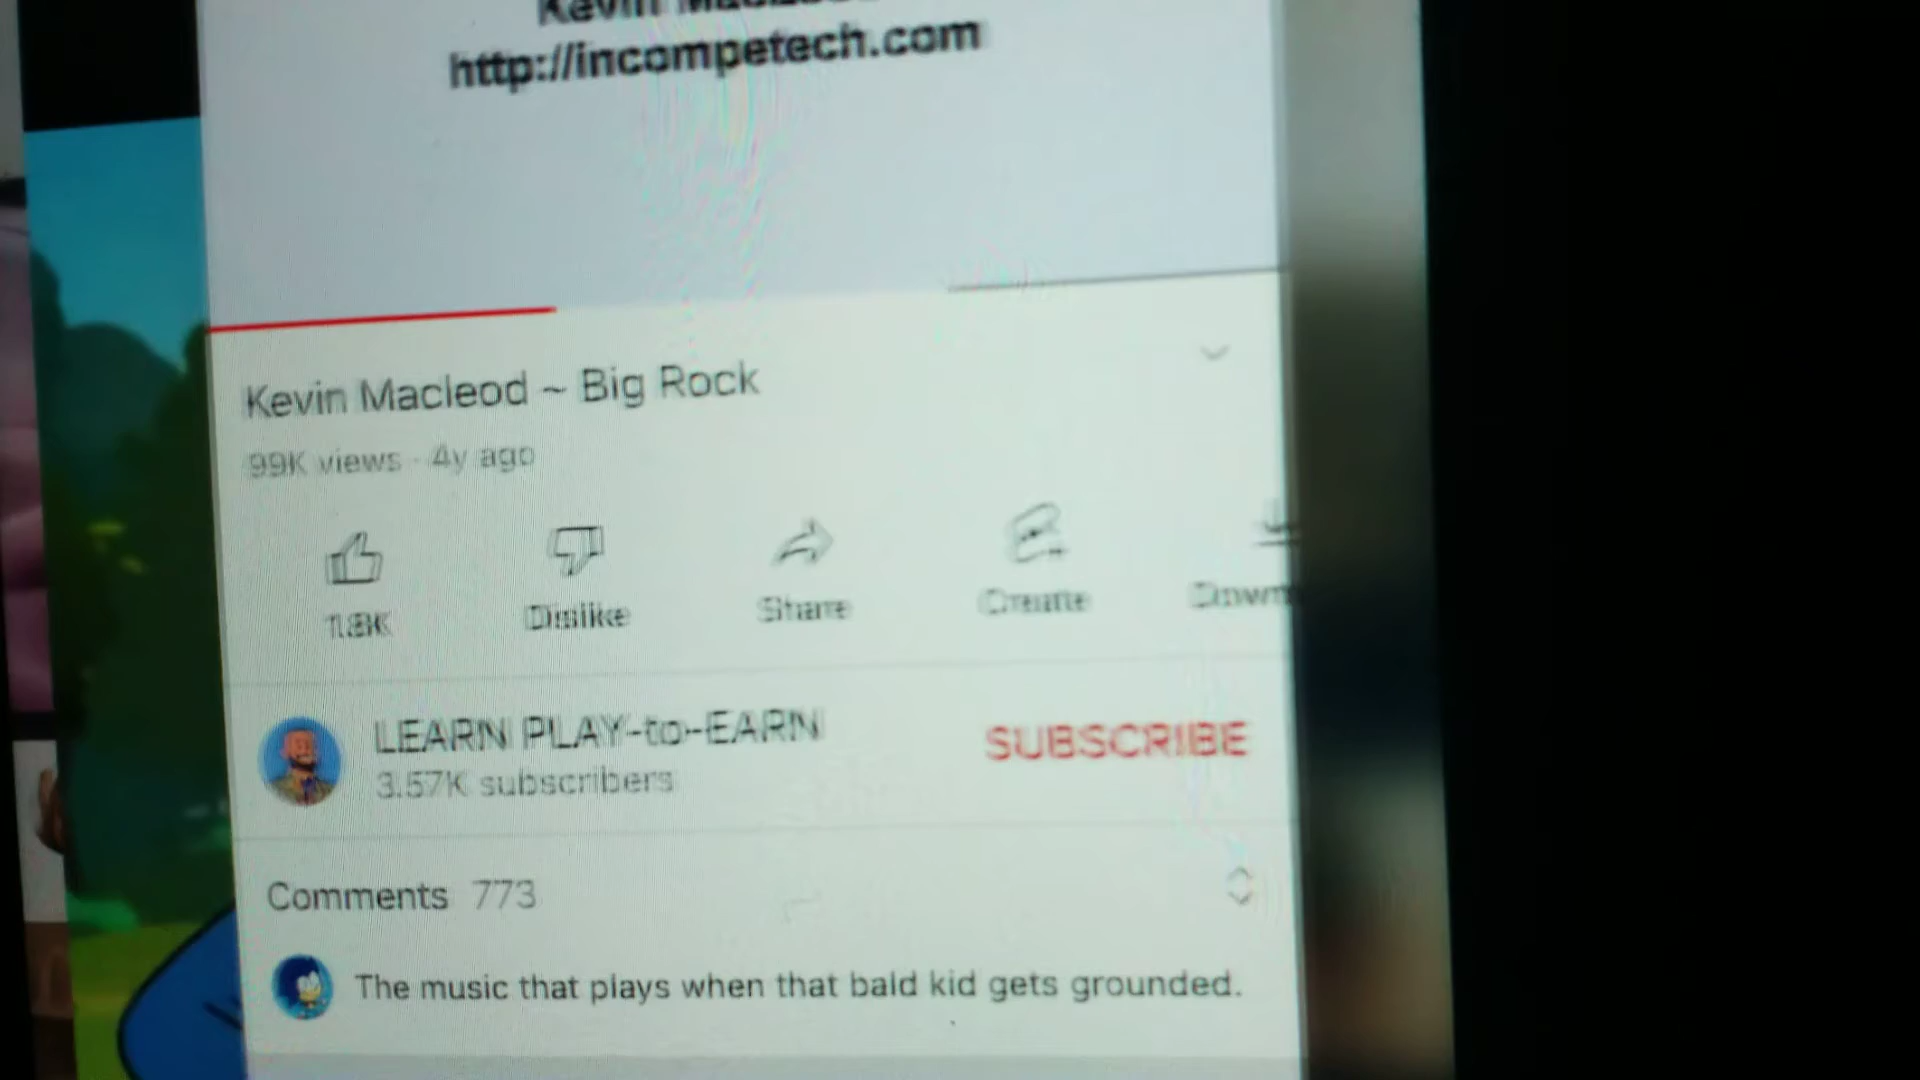 Kevin
http://incompetech.com
Kevin Macleod ~ Big Rock
99K views · 4y ago
1.8K
Dislike
Share
Create
LEARN PLAY-to-EARN
3.57K subscribers
SUBSCRIBE
Comments 773
The music that plays when that bald kid gets grounded.